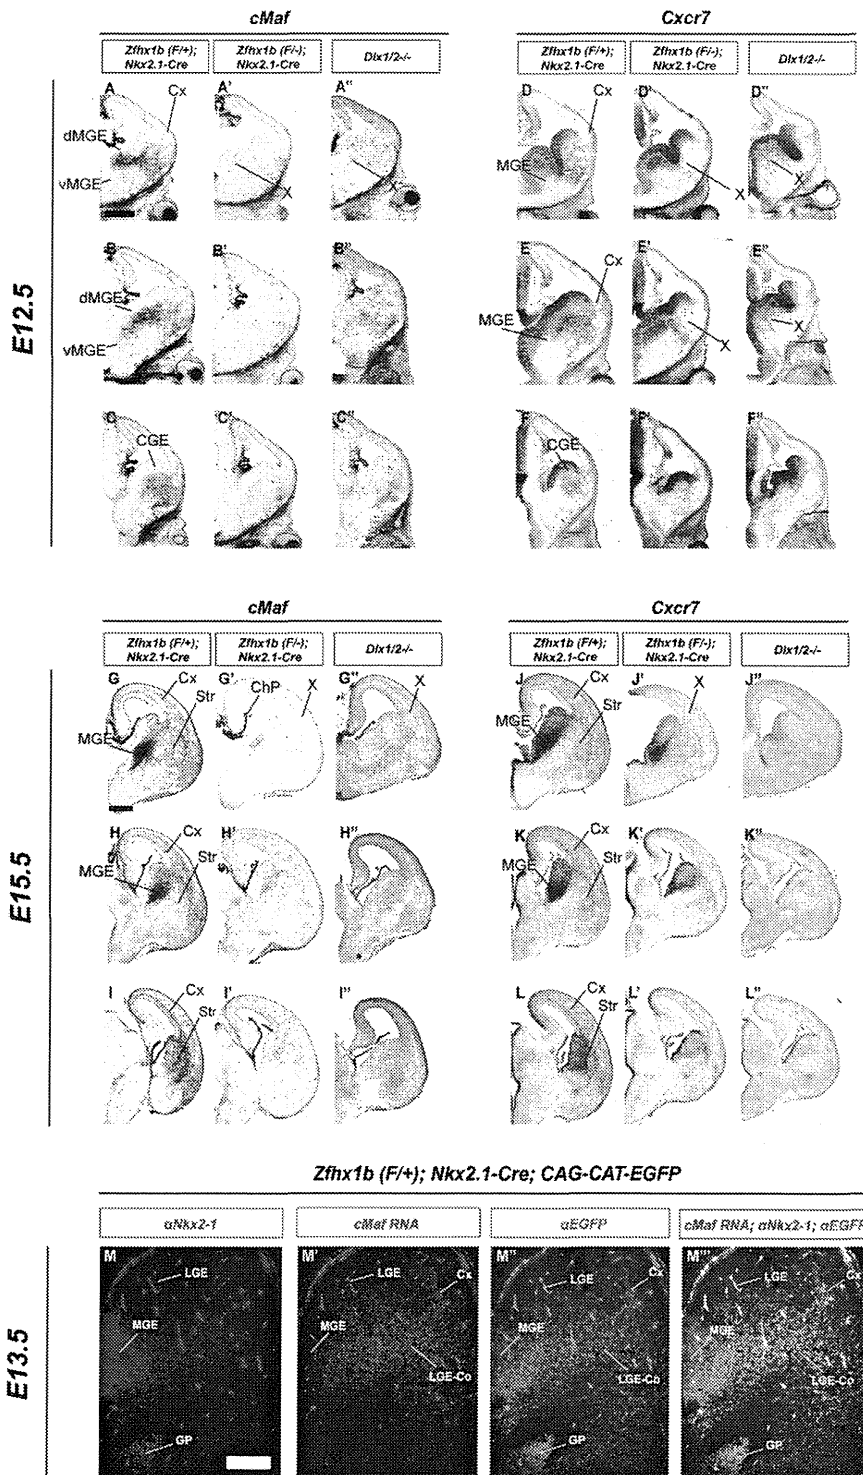 cMaf
Cxcr7
Zfhx1b (F/+); Nkx2.1-Cre
Zfhx1b (F/-); Nkx2.1-Cre
Dlx1/2-/-
Zfhx1b (F/+); Nkx2.1-Cre
Zfhx1b (F/-); Nkx2.1-Cre
Dlx1/2-/-
E12.5
A
Cx
dMGE
vMGE
A'
X
A"
X
D
Cx
MGE
D'
X
D"
X
B
dMGE
vMGE
B'
B"
E
Cx
MGE
E'
X
E"
X
C
CGE
C'
C"
F
CGE
F'
F"
cMaf
Cxcr7
Zfhx1b (F/+); Nkx2.1-Cre
Zfhx1b (F/-); Nkx2.1-Cre
Dlx1/2-/-
Zfhx1b (F/+); Nkx2.1-Cre
Zfhx1b (F/-); Nkx2.1-Cre
Dlx1/2-/-
E15.5
G
Cx
Str
MGE
G'
ChP
X
G"
X
J
Cx
Str
MGE
J'
X
J"
H
Cx
Str
MGE
H'
H"
K
Cx
Str
MGE
K'
K"
I
Cx
Str
I'
I"
L
Cx
Str
L'
L"
Zfhx1b (F/+); Nkx2.1-Cre; CAG-CAT-EGFP
αNkx2-1
cMaf RNA
αEGFP
cMaf RNA; αNkx2-1; αEGFP
E13.5
M
LGE
MGE
GP
M'
LGE
Cx
MGE
LGE-Co
M"
LGE
Cx
MGE
LGE-Co
GP
M'"
LGE
Cx
MGE
LGE-Co
GP